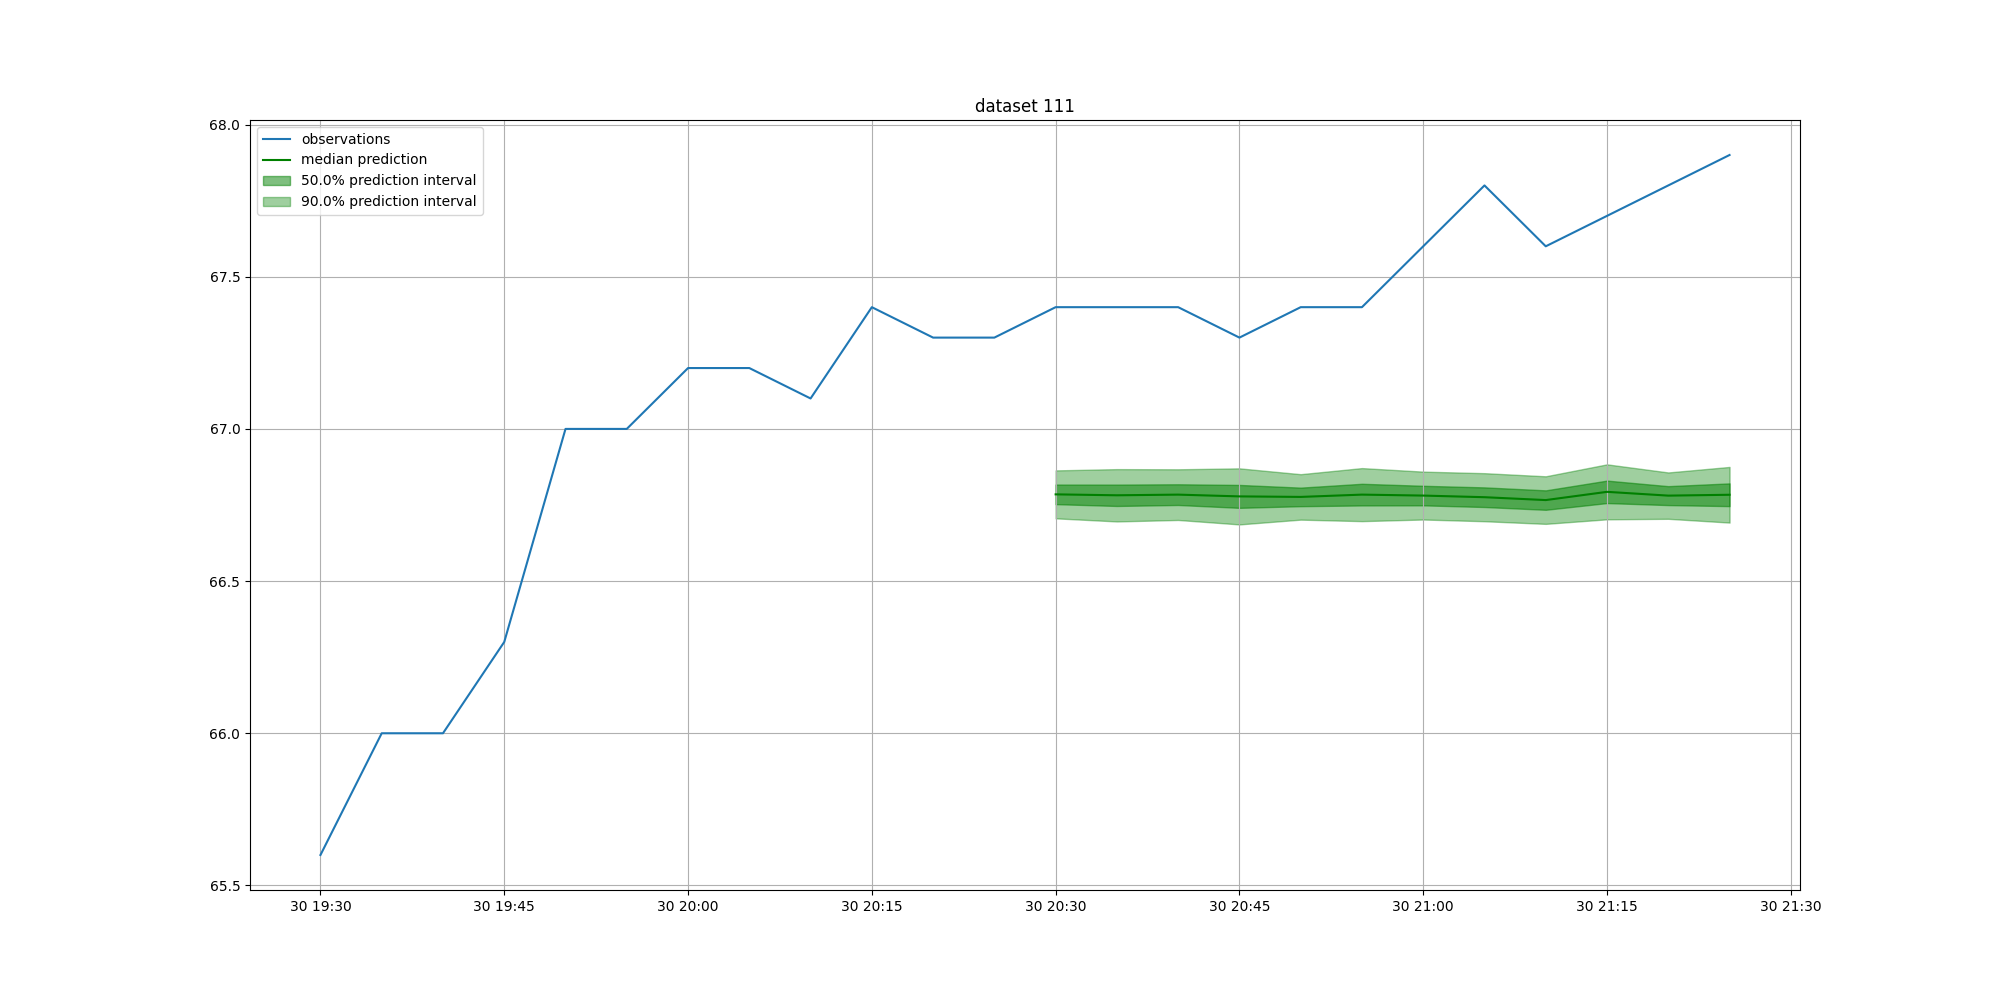 dataset 111
observations
median prediction
50.0% prediction interval
90.0% prediction interval
68.0
67.5
67.0
66.5
66.0
65.5
30 19:30 30 19:45 30 20:00 30 20:15 30 20:30 30 20:45 30 21:00 30 21:15 30 21:30